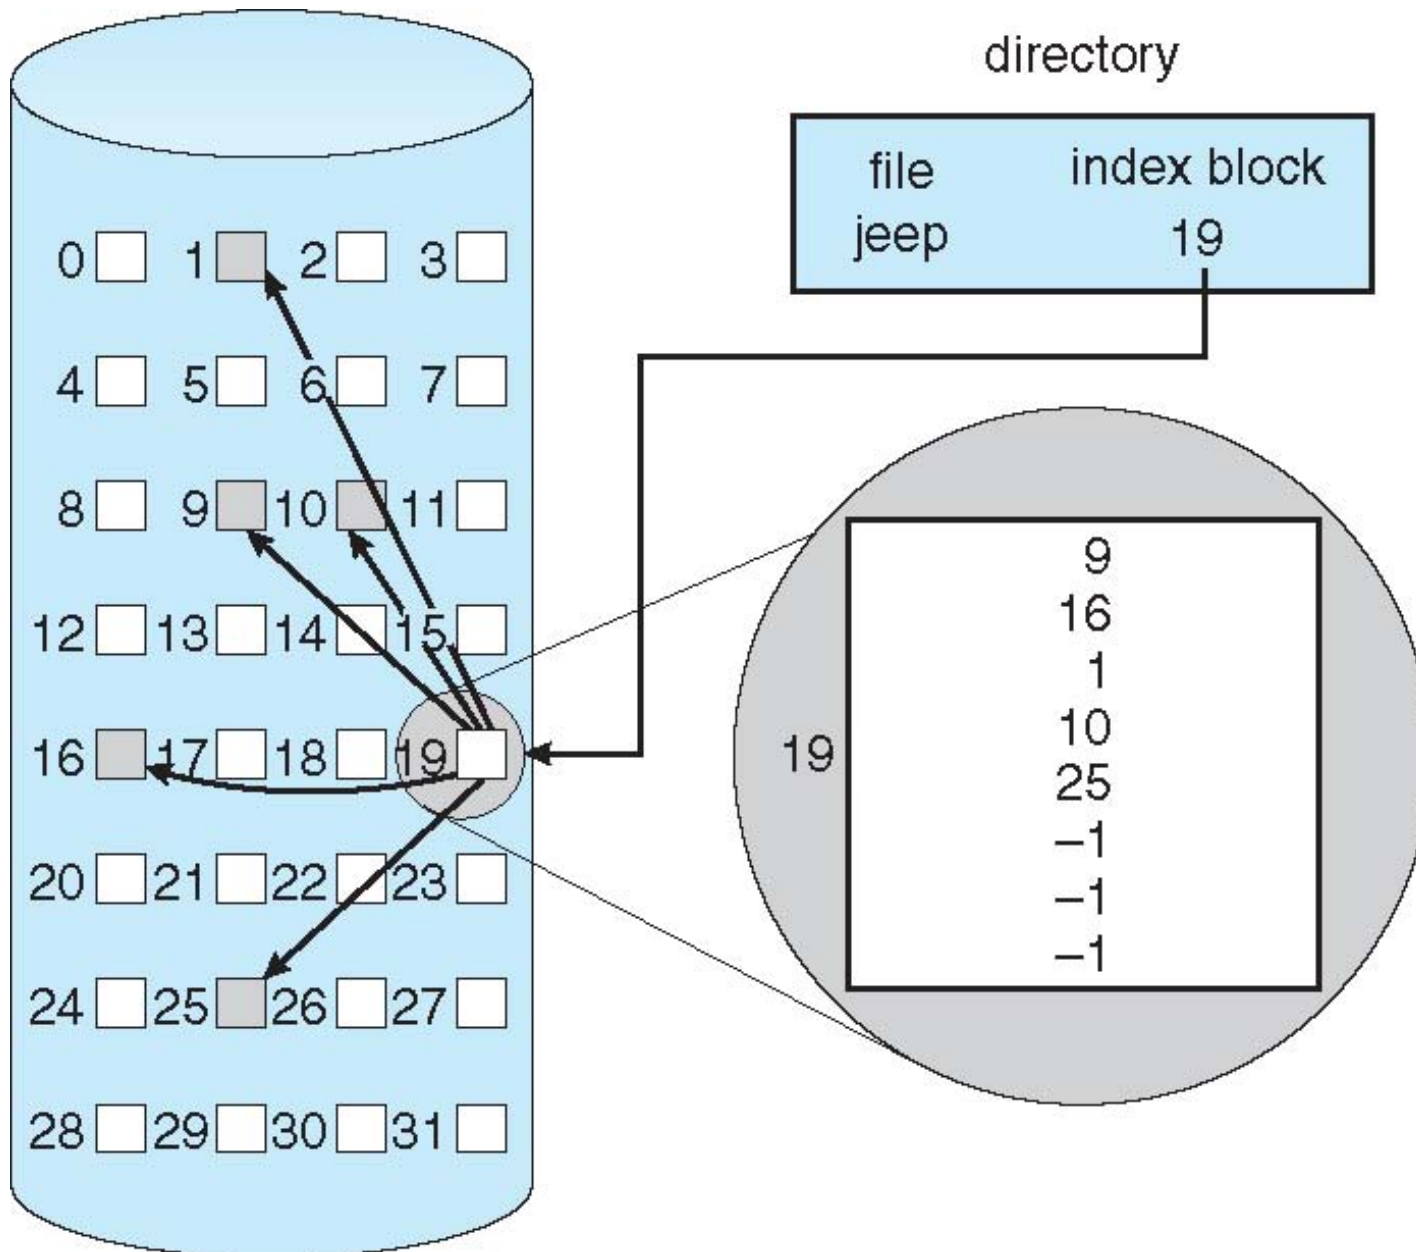 directory
file index block
jeep 19
0 1 2 3
4 5 6 7
8 9 10 11
12 13 14 15
16 17 18 19
20 21 22 23
24 25 26 27
28 29 30 31
19
9
16
1
10
25
–1
–1
–1